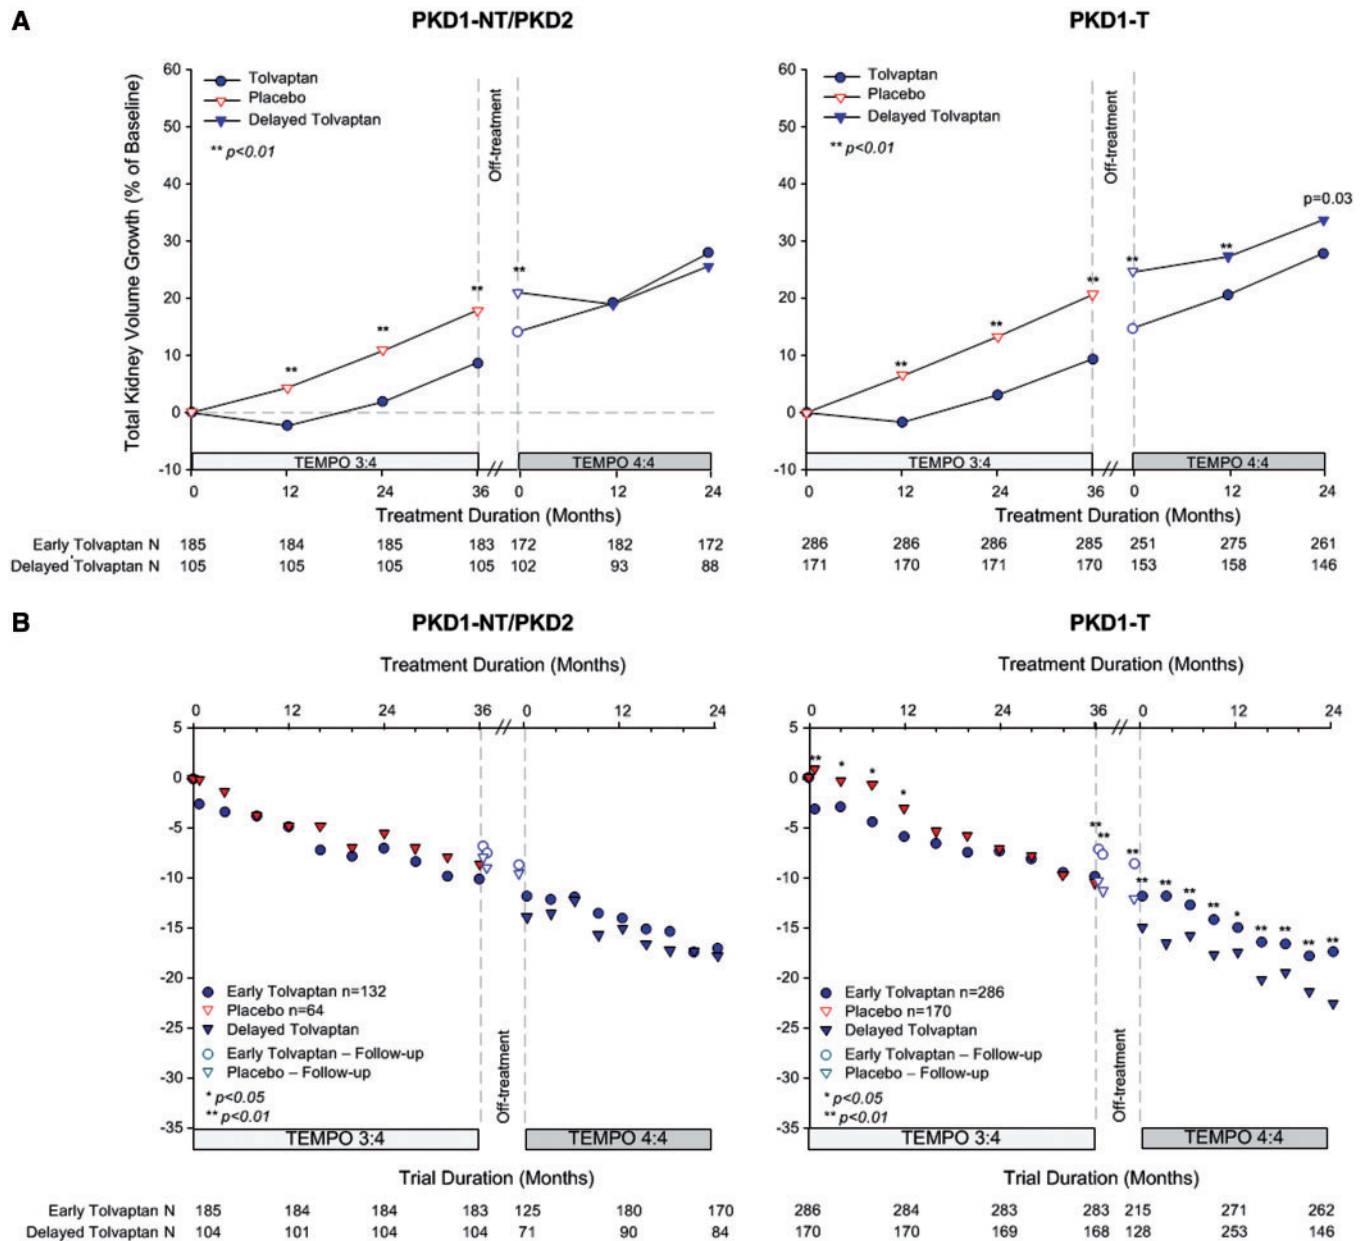 A
PKD1-NT/PKD2
PKD1-T
Total Kidney Volume Growth (% of Baseline)
60
50
40
30
20
10
0
-10
Tolvaptan
Placebo
Delayed Tolvaptan
** p<0.01
Off-treatment
** ** ** **
TEMPO 3:4
TEMPO 4:4
0 12 24 36 0 12 24
Treatment Duration (Months)
60
50
40
30
20
10
0
-10
Tolvaptan
Placebo
Delayed Tolvaptan
** p<0.01
Off-treatment
** ** ** ** ** p=0.03
TEMPO 3:4
TEMPO 4:4
0 12 24 36 0 12 24
Treatment Duration (Months)
Early Tolvaptan N 185 184 185 183 172 182 172 286 286 286 285 251 275 261
Delayed Tolvaptan N 105 105 105 105 102 93 88 171 170 171 170 153 158 146
B
PKD1-NT/PKD2
PKD1-T
Treatment Duration (Months)
0 12 24 36 0 12 24
5
0
-5
-10
-15
-20
-25
-30
-35
Early Tolvaptan n=132
Placebo n=64
Delayed Tolvaptan
Early Tolvaptan – Follow-up
Placebo – Follow-up
* p<0.05
** p<0.01
Off-treatment
TEMPO 3:4
TEMPO 4:4
Trial Duration (Months)
Treatment Duration (Months)
0 12 24 36 0 12 24
5
0
-5
-10
-15
-20
-25
-30
-35
** * * * ** ** ** ** ** ** ** * ** ** ** **
Early Tolvaptan n=286
Placebo n=170
Delayed Tolvaptan
Early Tolvaptan – Follow-up
Placebo – Follow-up
* p<0.05
** p<0.01
Off-treatment
TEMPO 3:4
TEMPO 4:4
Trial Duration (Months)
Early Tolvaptan N 185 184 184 183 125 180 170 286 284 283 283 215 271 262
Delayed Tolvaptan N 104 101 104 104 71 90 84 170 170 169 168 128 253 146